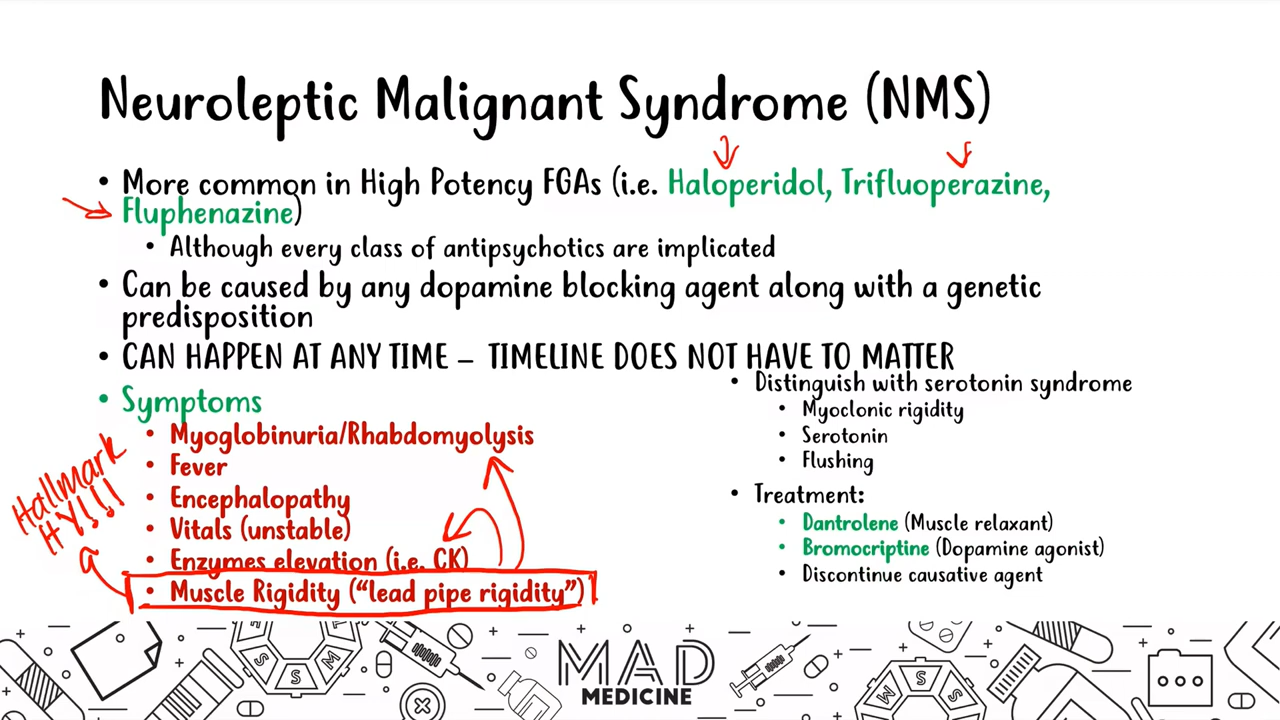 Neuroleptic Malignant Syndrome (NMS)
• More common in High Potency FGAs (i.e. Haloperidol, Trifluoperazine,
Fluphenazine)
• Although every class of antipsychotics are implicated
• Can be caused by any dopamine blocking agent along with a genetic
predisposition
• CAN HAPPEN AT ANY TIME – TIMELINE DOES NOT HAVE TO MATTER
• Symptoms
• Myoglobinuria/Rhabdomyolysis
• Fever
• Encephalopathy
• Vitals (unstable)
• Enzymes elevation (i.e. CK)
• Muscle Rigidity ("lead pipe rigidity")
Hallmark
HY!!!
• Distinguish with serotonin syndrome
• Myoclonic rigidity
• Serotonin
• Flushing
• Treatment:
• Dantrolene (Muscle relaxant)
• Bromocriptine (Dopamine agonist)
• Discontinue causative agent
MAD
MEDICINE